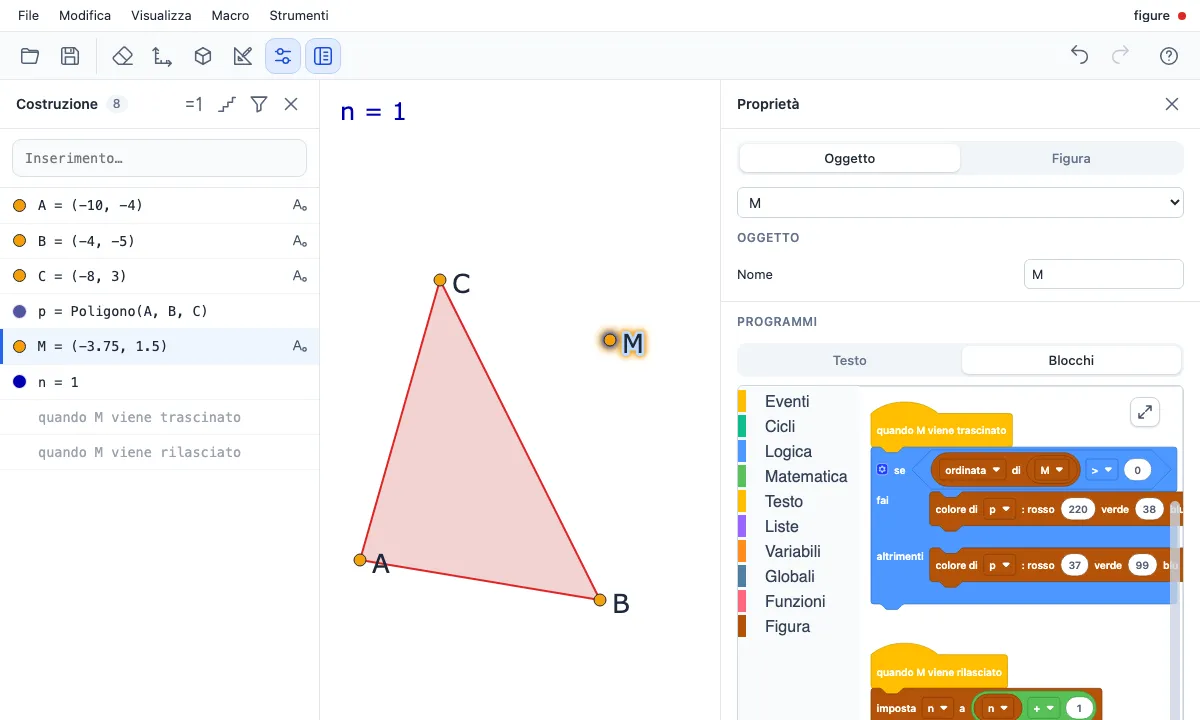 File Modifica Visualizza Macro Strumenti figure
Costruzione 8 =1
Inserimento…
A = (−10, −4) A
B = (−4, −5) A
C = (−8, 3) A
p = Poligono(A, B, C)
M = (−3.75, 1.5) A
n = 1
quando M viene trascinato
quando M viene rilasciato
n = 1
C
M
A
B
Proprietà
Oggetto Figura
M
OGGETTO
Nome M
PROGRAMMI
Testo Blocchi
Eventi
Cicli
Logica
Matematica
Testo
Liste
Variabili
Globali
Funzioni
Figura
quando M viene trascinato
se ordinata di M > 0
fai
colore di p : rosso 220 verde 38
altrimenti
colore di p : rosso 37 verde 99
quando M viene rilasciato
imposta n a n + 1